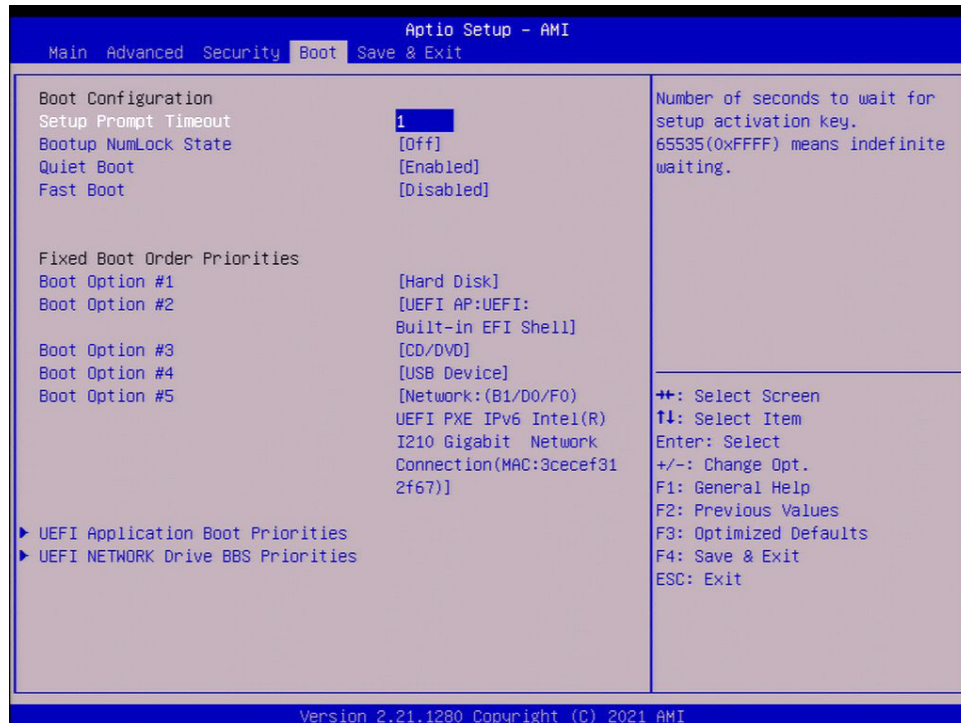 Aptio Setup - AMI
Main Advanced Security Boot Save & Exit
Boot Configuration
Setup Prompt Timeout 1
Bootup NumLock State [Off]
Quiet Boot [Enabled]
Fast Boot [Disabled]
Fixed Boot Order Priorities
Boot Option #1 [Hard Disk]
Boot Option #2 [UEFI AP:UEFI:
Built-in EFI Shell]
Boot Option #3 [CD/DVD]
Boot Option #4 [USB Device]
Boot Option #5 [Network:(B1/D0/F0)
UEFI PXE IPv6 Intel(R)
I210 Gigabit Network
Connection(MAC:3cecef31
2f67)]
▶ UEFI Application Boot Priorities
▶ UEFI NETWORK Drive BBS Priorities
Number of seconds to wait for
setup activation key.
65535(0xFFFF) means indefinite
waiting.
→←: Select Screen
↑↓: Select Item
Enter: Select
+/-: Change Opt.
F1: General Help
F2: Previous Values
F3: Optimized Defaults
F4: Save & Exit
ESC: Exit
Version 2.21.1280 Copyright (C) 2021 AMI